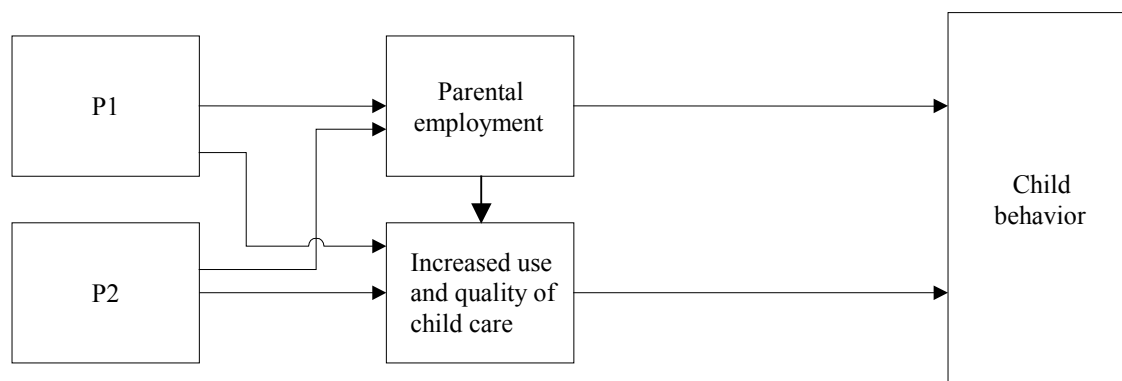 P1
Parental
employment
P2
Increased use
and quality of
child care
Child
behavior